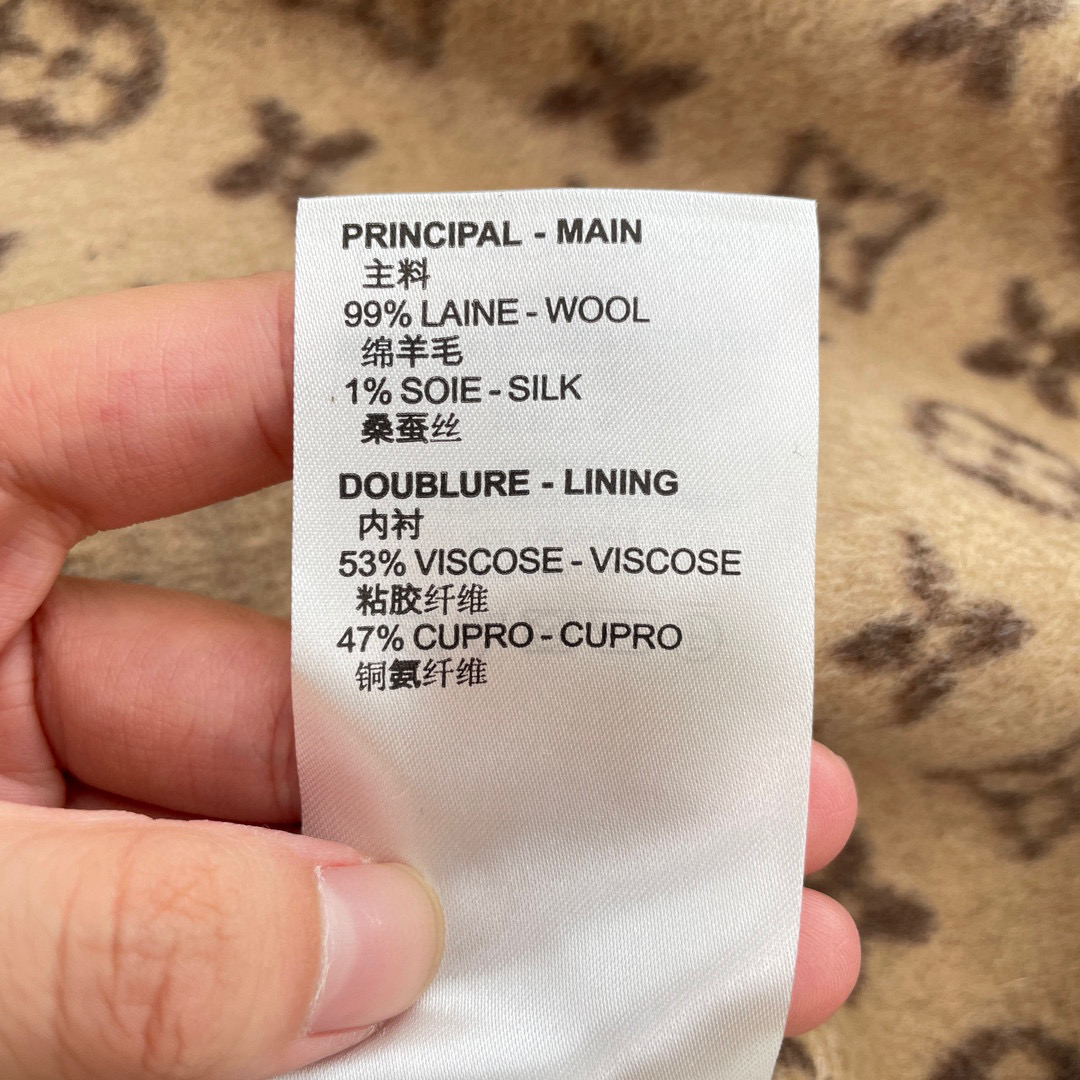 PRINCIPAL - MAIN
主料
99% LAINE - WOOL
绵羊毛
1% SOIE - SILK
桑蚕丝
DOUBLURE - LINING
内衬
53% VISCOSE - VISCOSE
粘胶纤维
47% CUPRO - CUPRO
铜氨纤维